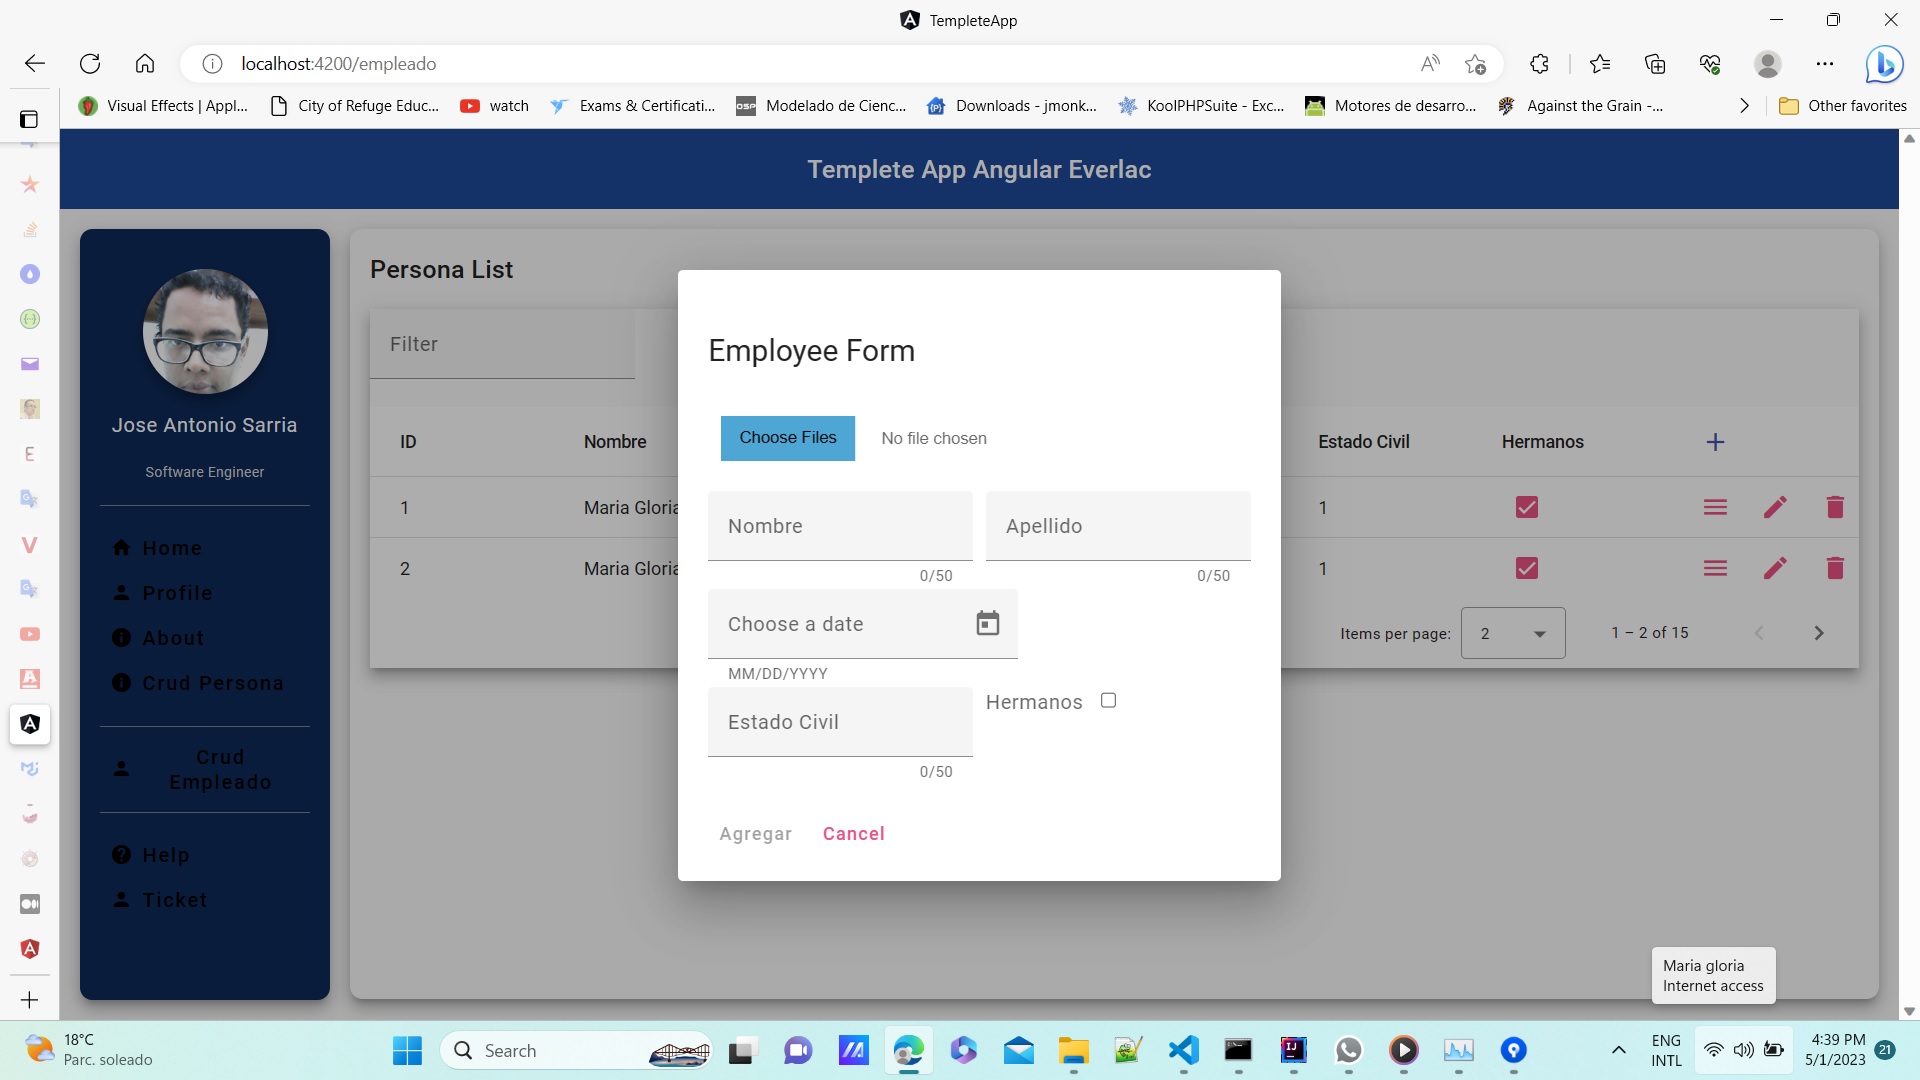 TempleteApp
localhost:4200/empleado
Visual Effects | Appl...
City of Refuge Educ...
watch
Exams & Certificati...
Modelado de Cienc...
Downloads - jmonk...
KoolPHPSuite - Exc...
Motores de desarro...
Against the Grain -...
Other favorites
Templete App Angular Everlac
Jose Antonio Sarria
Software Engineer
Home
Profile
About
Crud Persona
Crud
Empleado
Help
Ticket
Persona List
Filter
ID Nombre Estado Civil Hermanos
1 Maria Gloria 1
2 Maria Gloria 1
Items per page: 2 1 – 2 of 15
Employee Form
Choose Files No file chosen
Nombre Apellido
0/50 0/50
Choose a date
MM/DD/YYYY
Estado Civil Hermanos
0/50
Agregar Cancel
Maria gloria
Internet access
18°C
Parc. soleado
Search
ENG
INTL
4:39 PM
5/1/2023
21